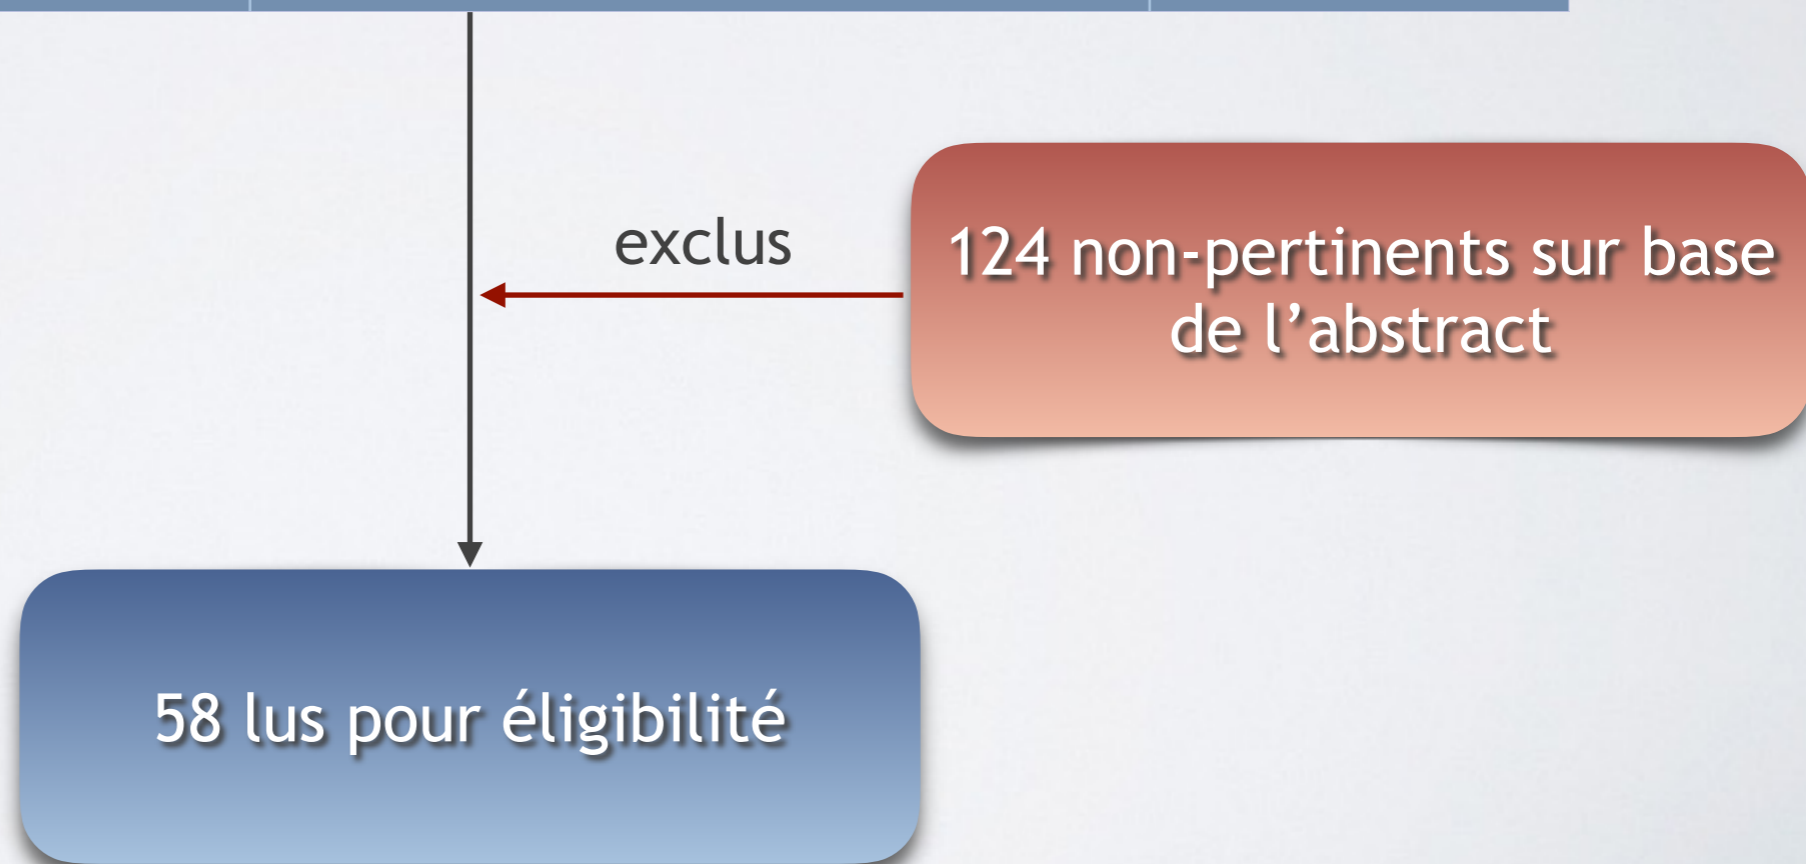 exclus
124 non-pertinents sur base
de l’abstract
58 lus pour éligibilité